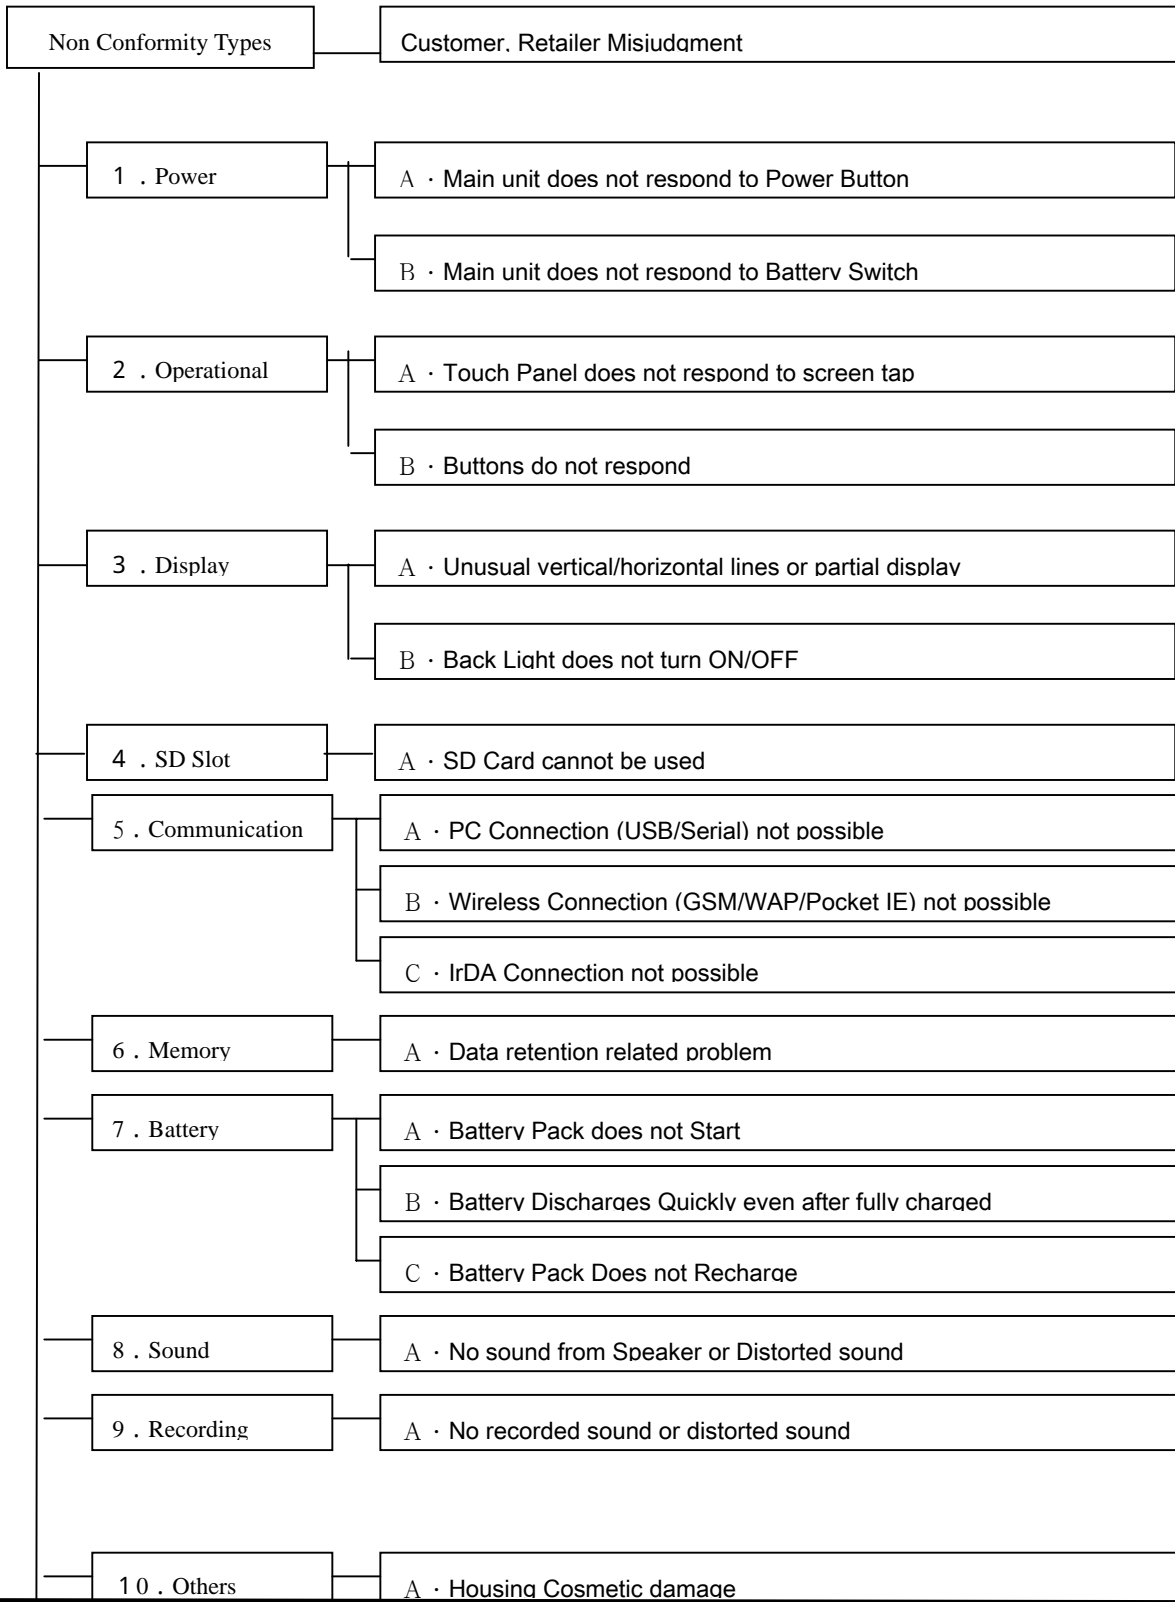 Non Conformity Types
Customer, Retailer Misjudgment
1．Power
A・Main unit does not respond to Power Button
B・Main unit does not respond to Battery Switch
2．Operational
A・Touch Panel does not respond to screen tap
B・Buttons do not respond
3．Display
A・Unusual vertical/horizontal lines or partial display
B・Back Light does not turn ON/OFF
4．SD Slot
A・SD Card cannot be used
5．Communication
A・PC Connection (USB/Serial) not possible
B・Wireless Connection (GSM/WAP/Pocket IE) not possible
C・IrDA Connection not possible
6．Memory
A・Data retention related problem
7．Battery
A・Battery Pack does not Start
B・Battery Discharges Quickly even after fully charged
C・Battery Pack Does not Recharge
8．Sound
A・No sound from Speaker or Distorted sound
9．Recording
A・No recorded sound or distorted sound
10．Others
A・Housing Cosmetic damage